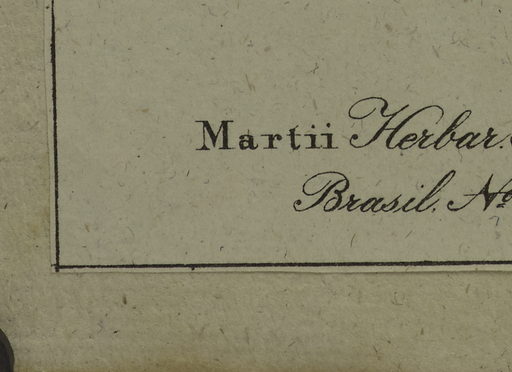 Martii Herbar.
Brasil. No